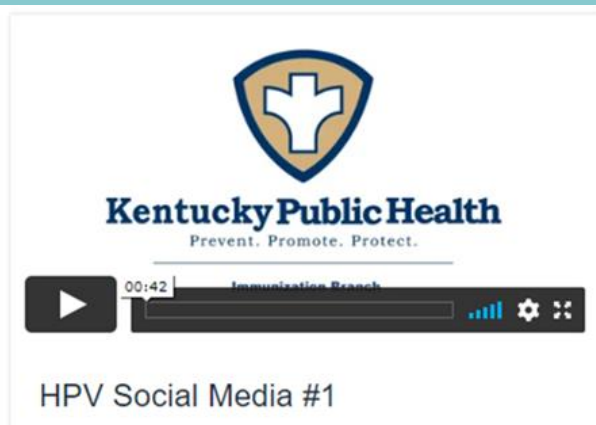 Kentucky Public Health
Prevent. Promote. Protect.
Immunization Branch
00:42
HPV Social Media #1